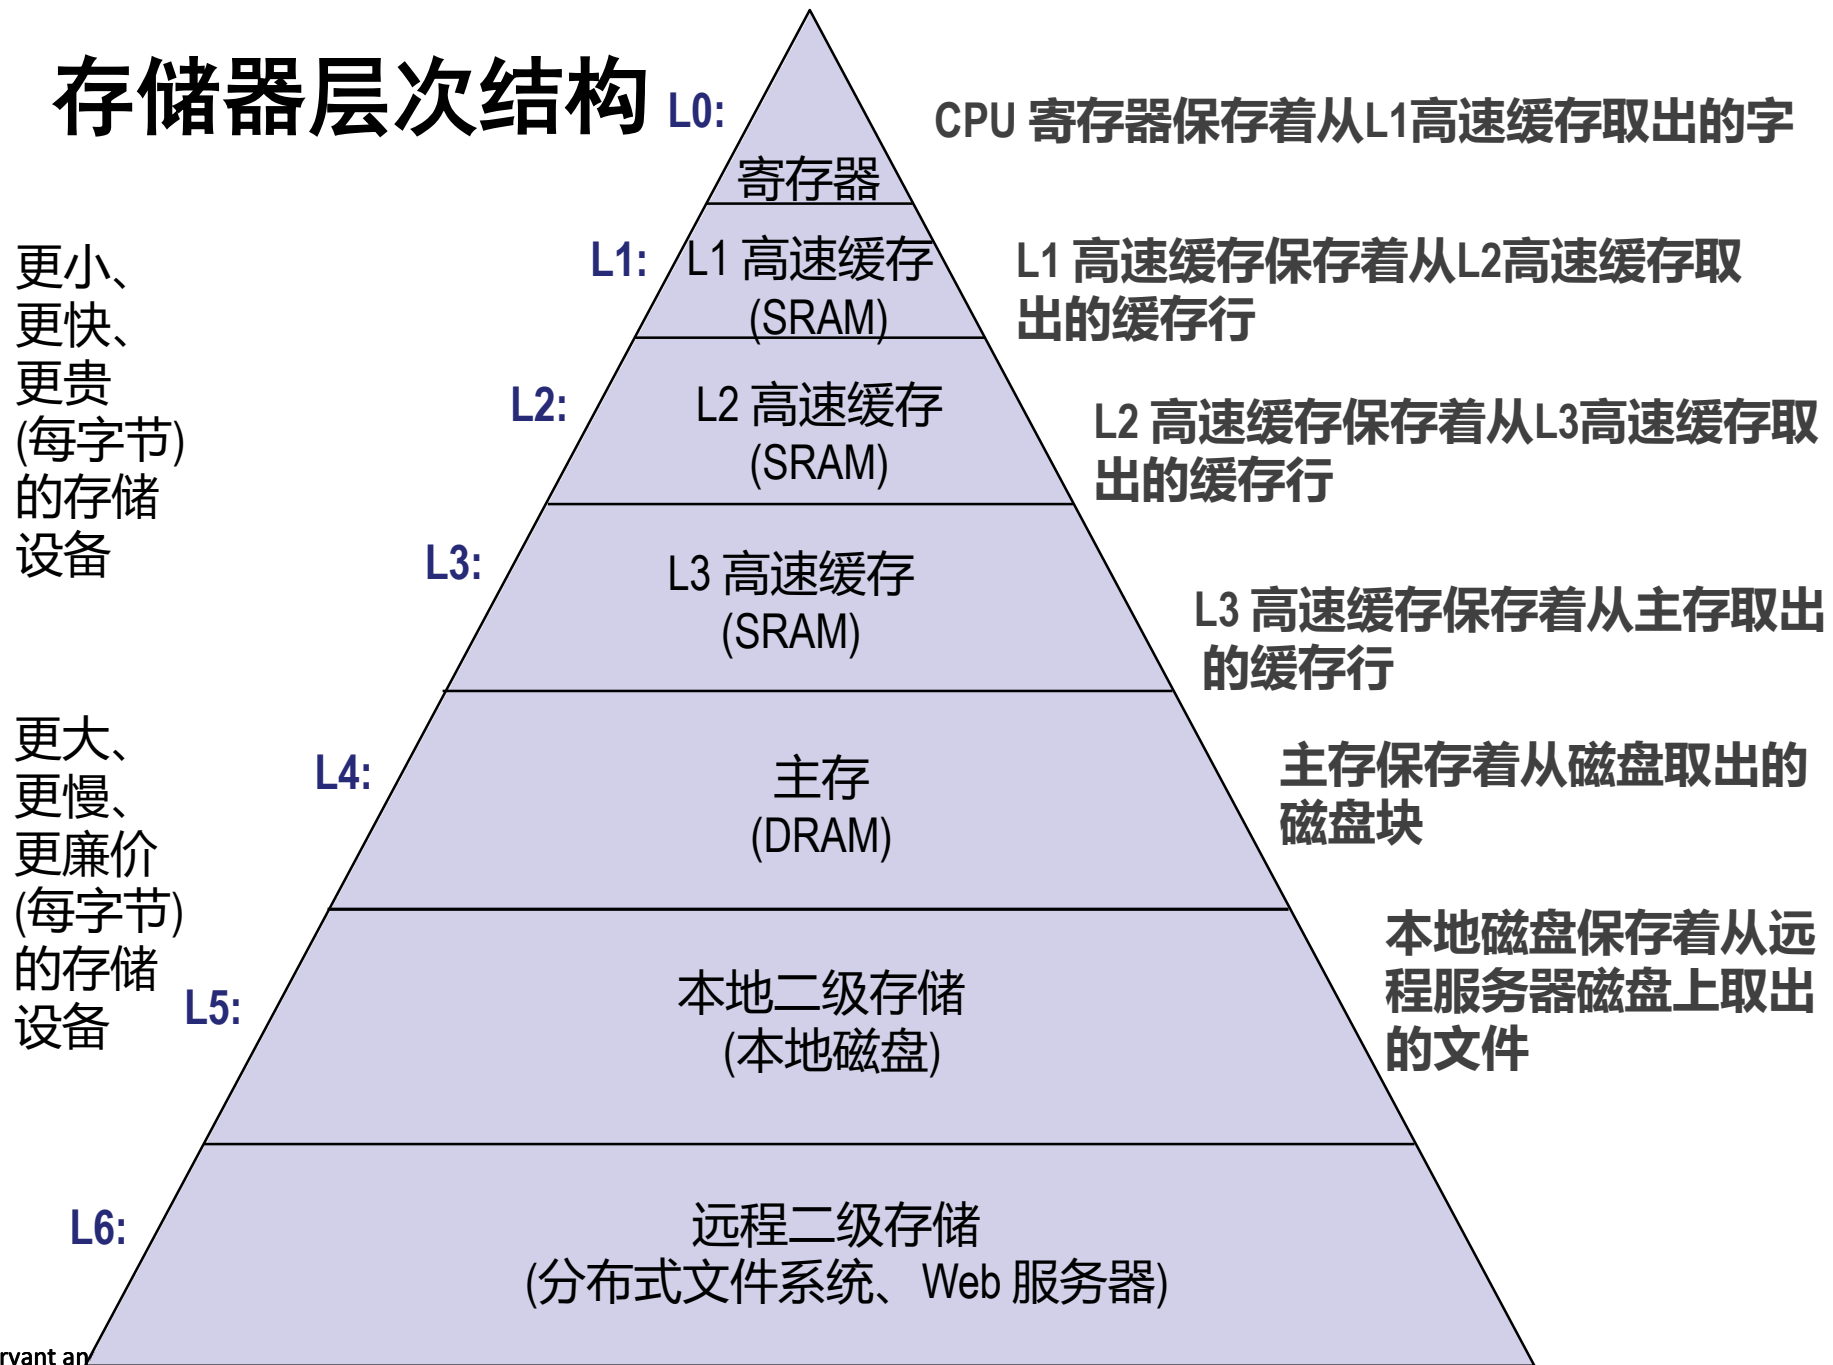 存储器层次结构
L0:
寄存器
CPU 寄存器保存着从L1高速缓存取出的字
L1:
L1 高速缓存
(SRAM)
L1 高速缓存保存着从L2高速缓存取
出的缓存行
更小、
更快、
更贵
(每字节)
的存储
设备
L2:
L2 高速缓存
(SRAM)
L2 高速缓存保存着从L3高速缓存取
出的缓存行
L3:
L3 高速缓存
(SRAM)
L3 高速缓存保存着从主存取出
的缓存行
更大、
更慢、
更廉价
(每字节)
的存储
设备
L4:
主存
(DRAM)
主存保存着从磁盘取出的
磁盘块
L5:
本地二级存储
(本地磁盘)
本地磁盘保存着从远
程服务器磁盘上取出
的文件
L6:
远程二级存储
(分布式文件系统、Web 服务器)
ryant an